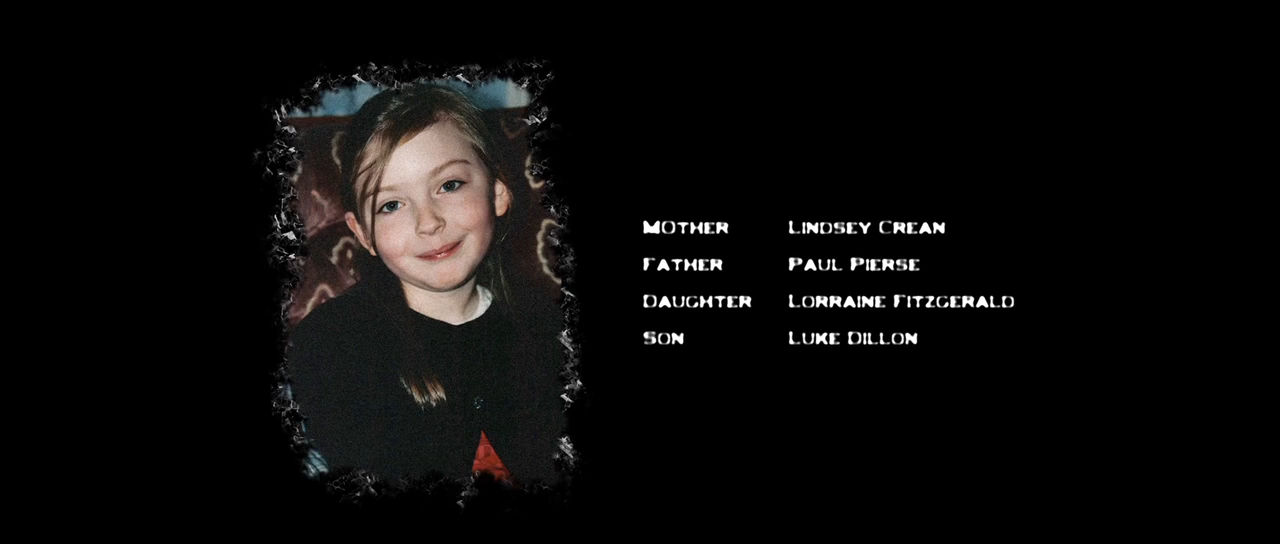 Mother Lindsey Crean
Father Paul Pierse
Daughter Lorraine Fitzgerald
Son Luke Dillon